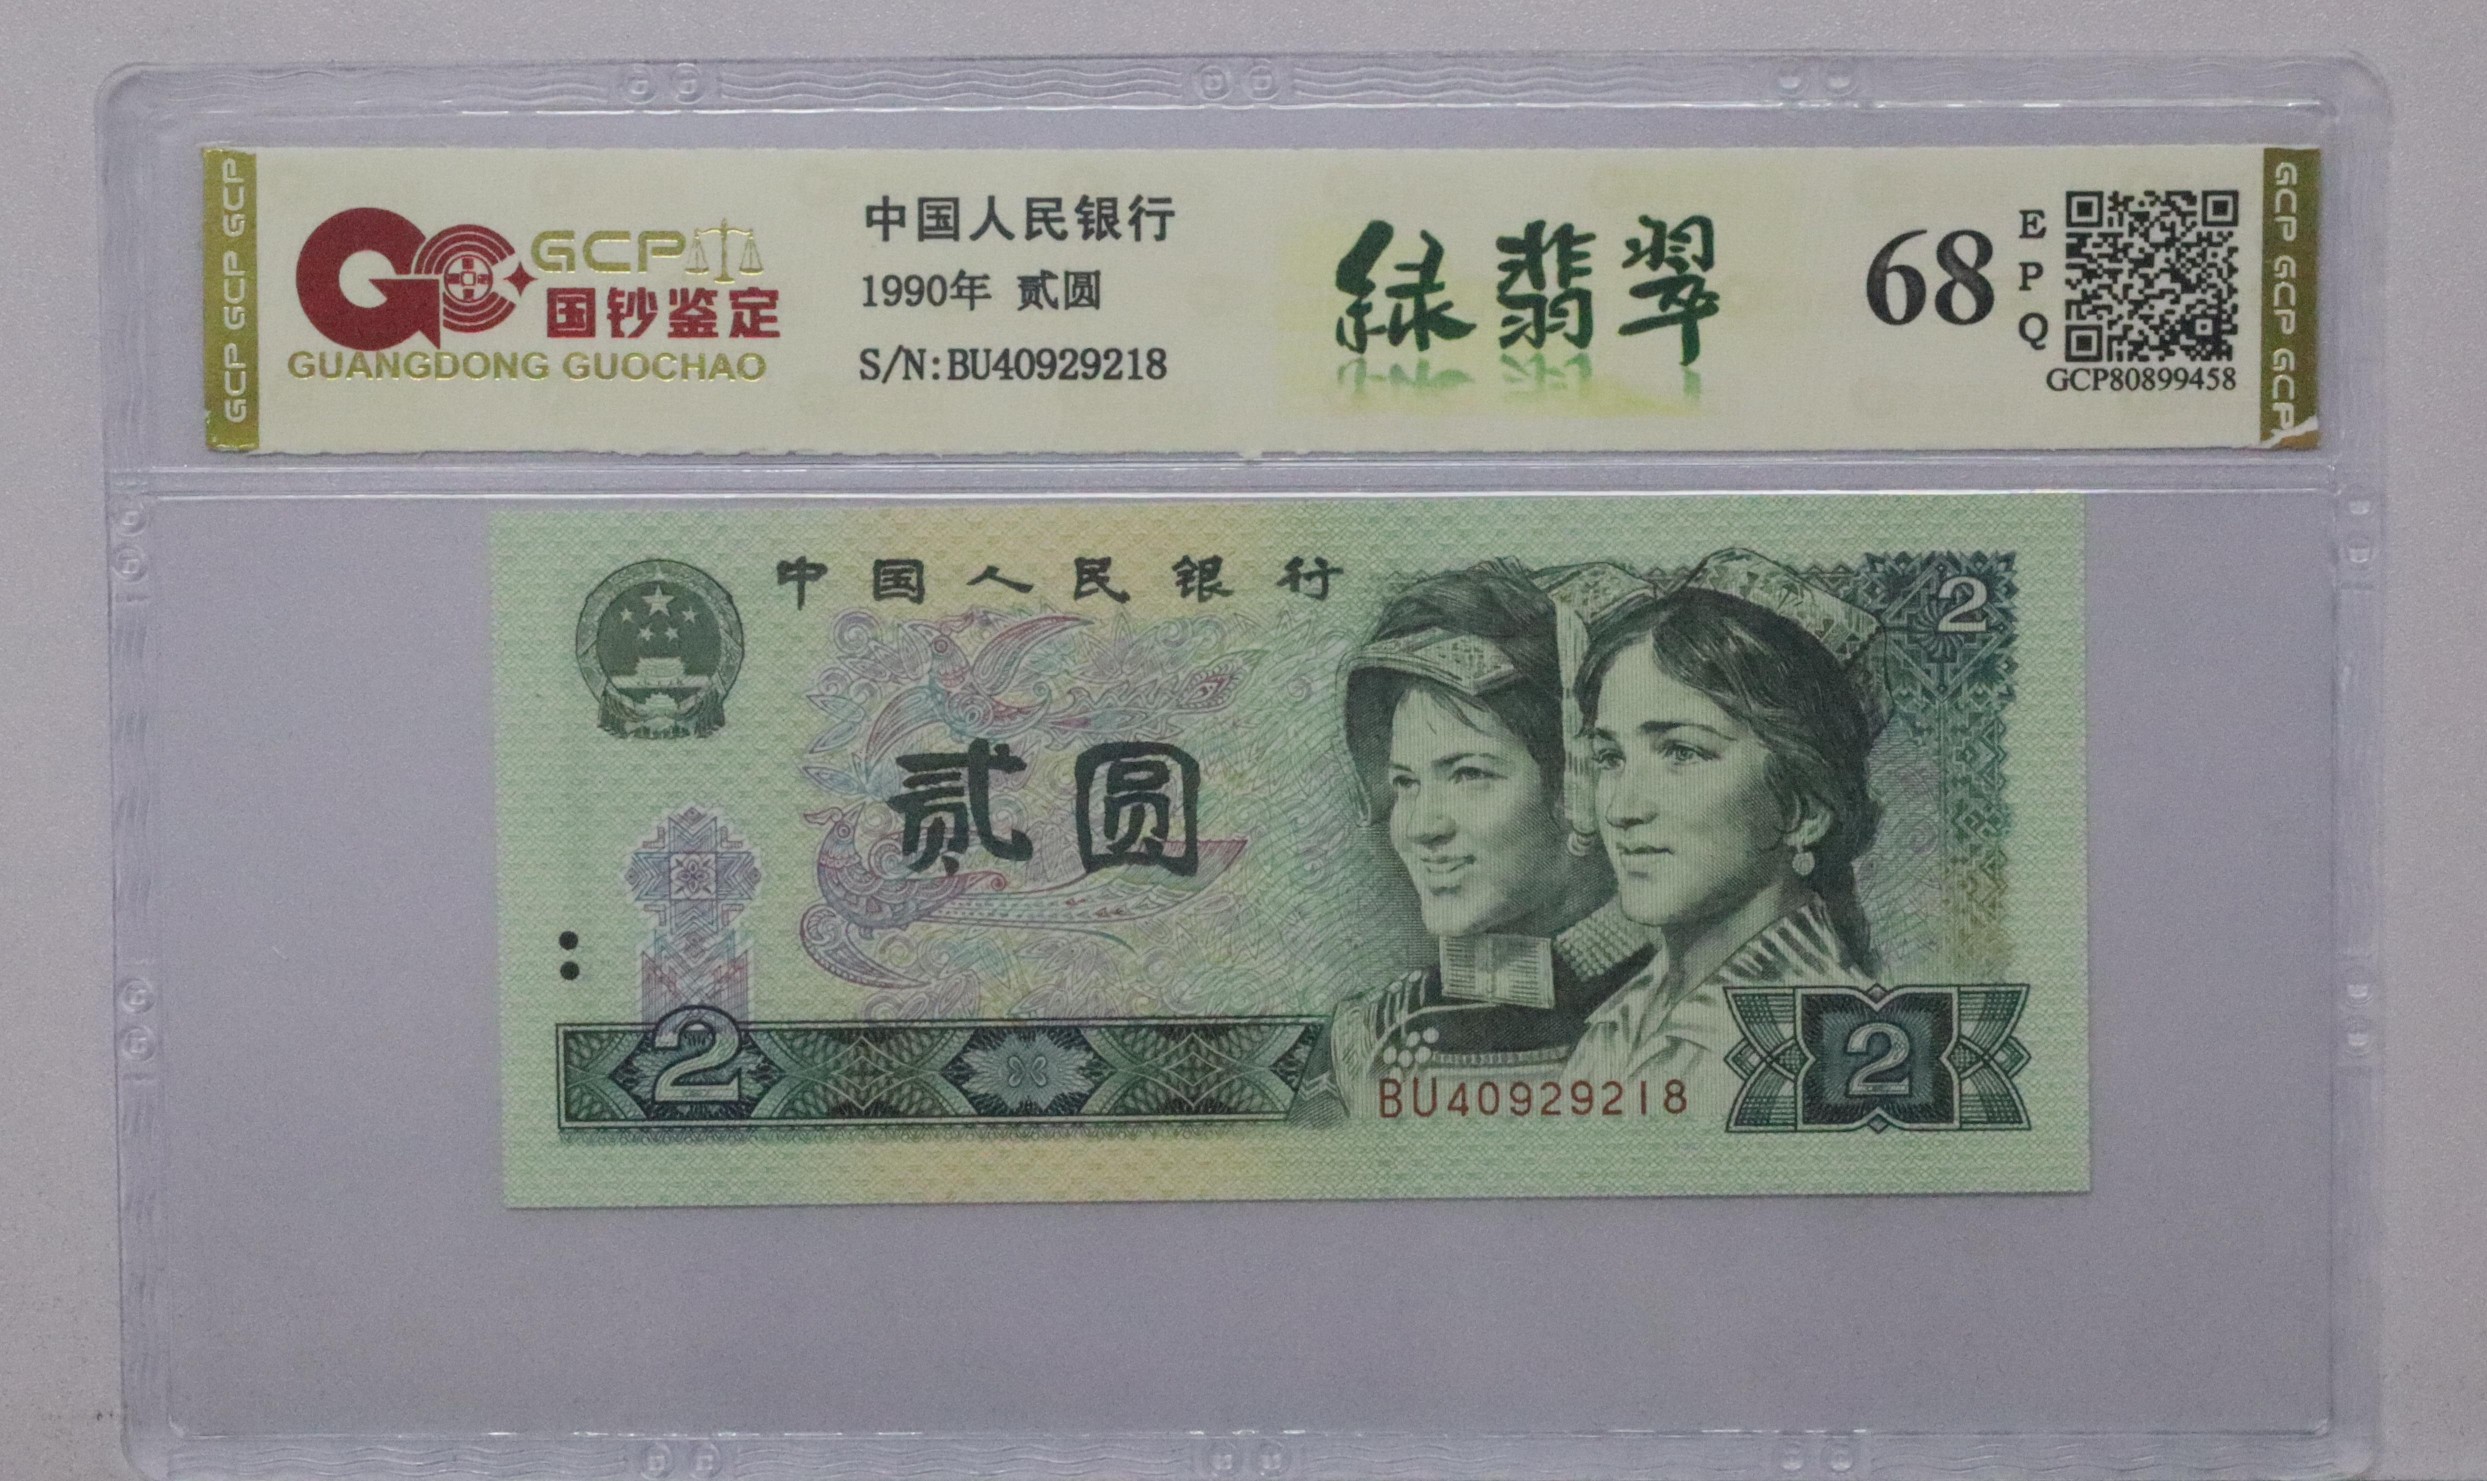 GCP GCP GCP
GCP
国钞鉴定
GUANGDONG GUOCHAO
中国人民银行
1990年 贰圆
S/N:BU40929218
绿翡翠
68
E
P
Q
GCP80899458
GCP GCP GCP
中国人民银行
2
贰圆
2
BU40929218
2